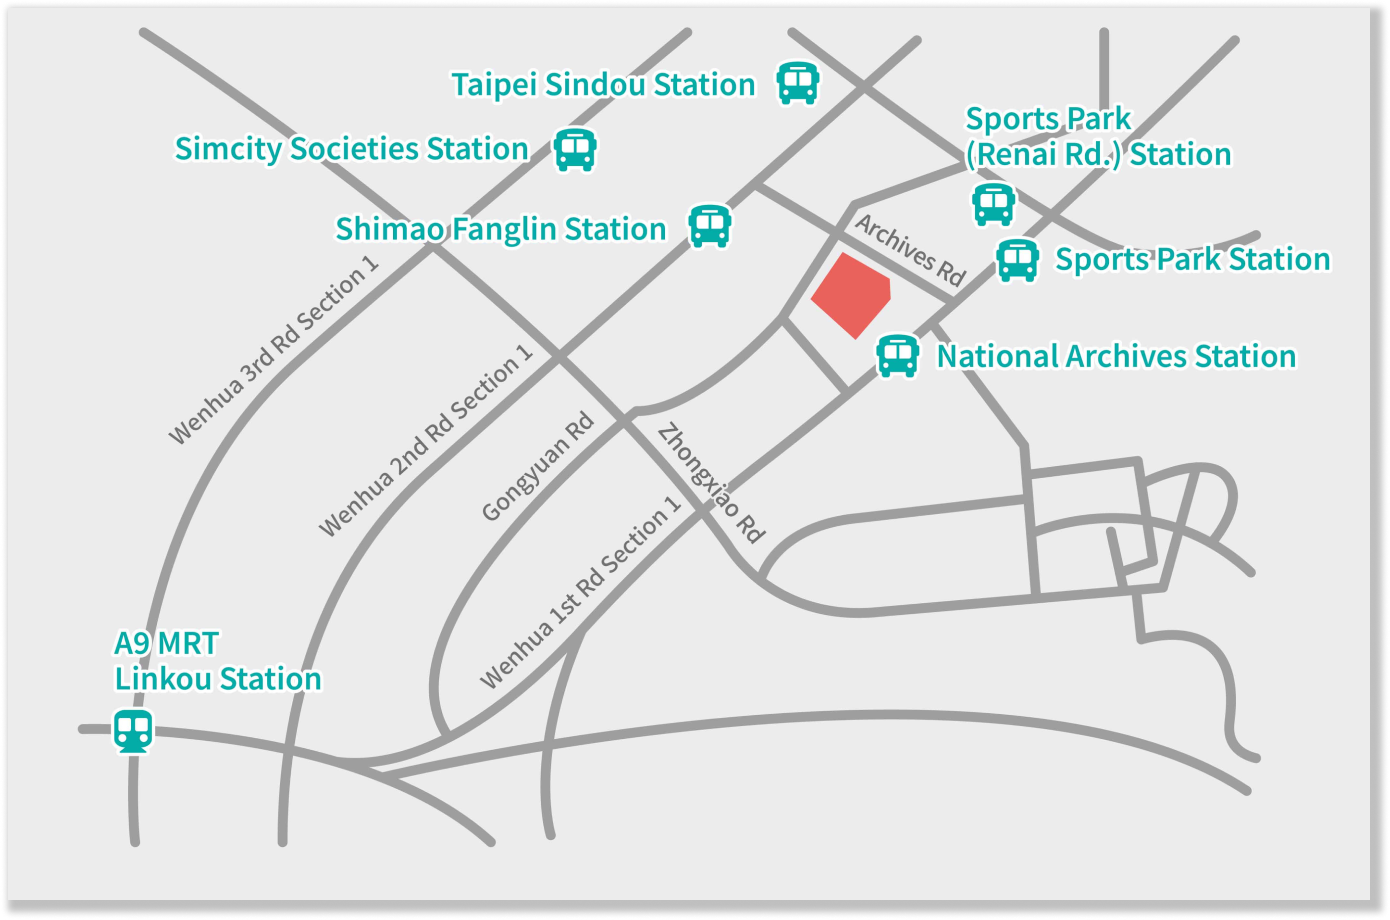 Taipei Sindou Station
Sports Park
(Renai Rd.) Station
Simcity Societies Station
Shimao Fanglin Station
Archives Rd
Sports Park Station
Wenhua 3rd Rd Section 1
National Archives Station
Wenhua 2nd Rd Section 1
Gongyuan Rd
Zhongxiao Rd
Wenhua 1st Rd Section 1
A9 MRT
Linkou Station